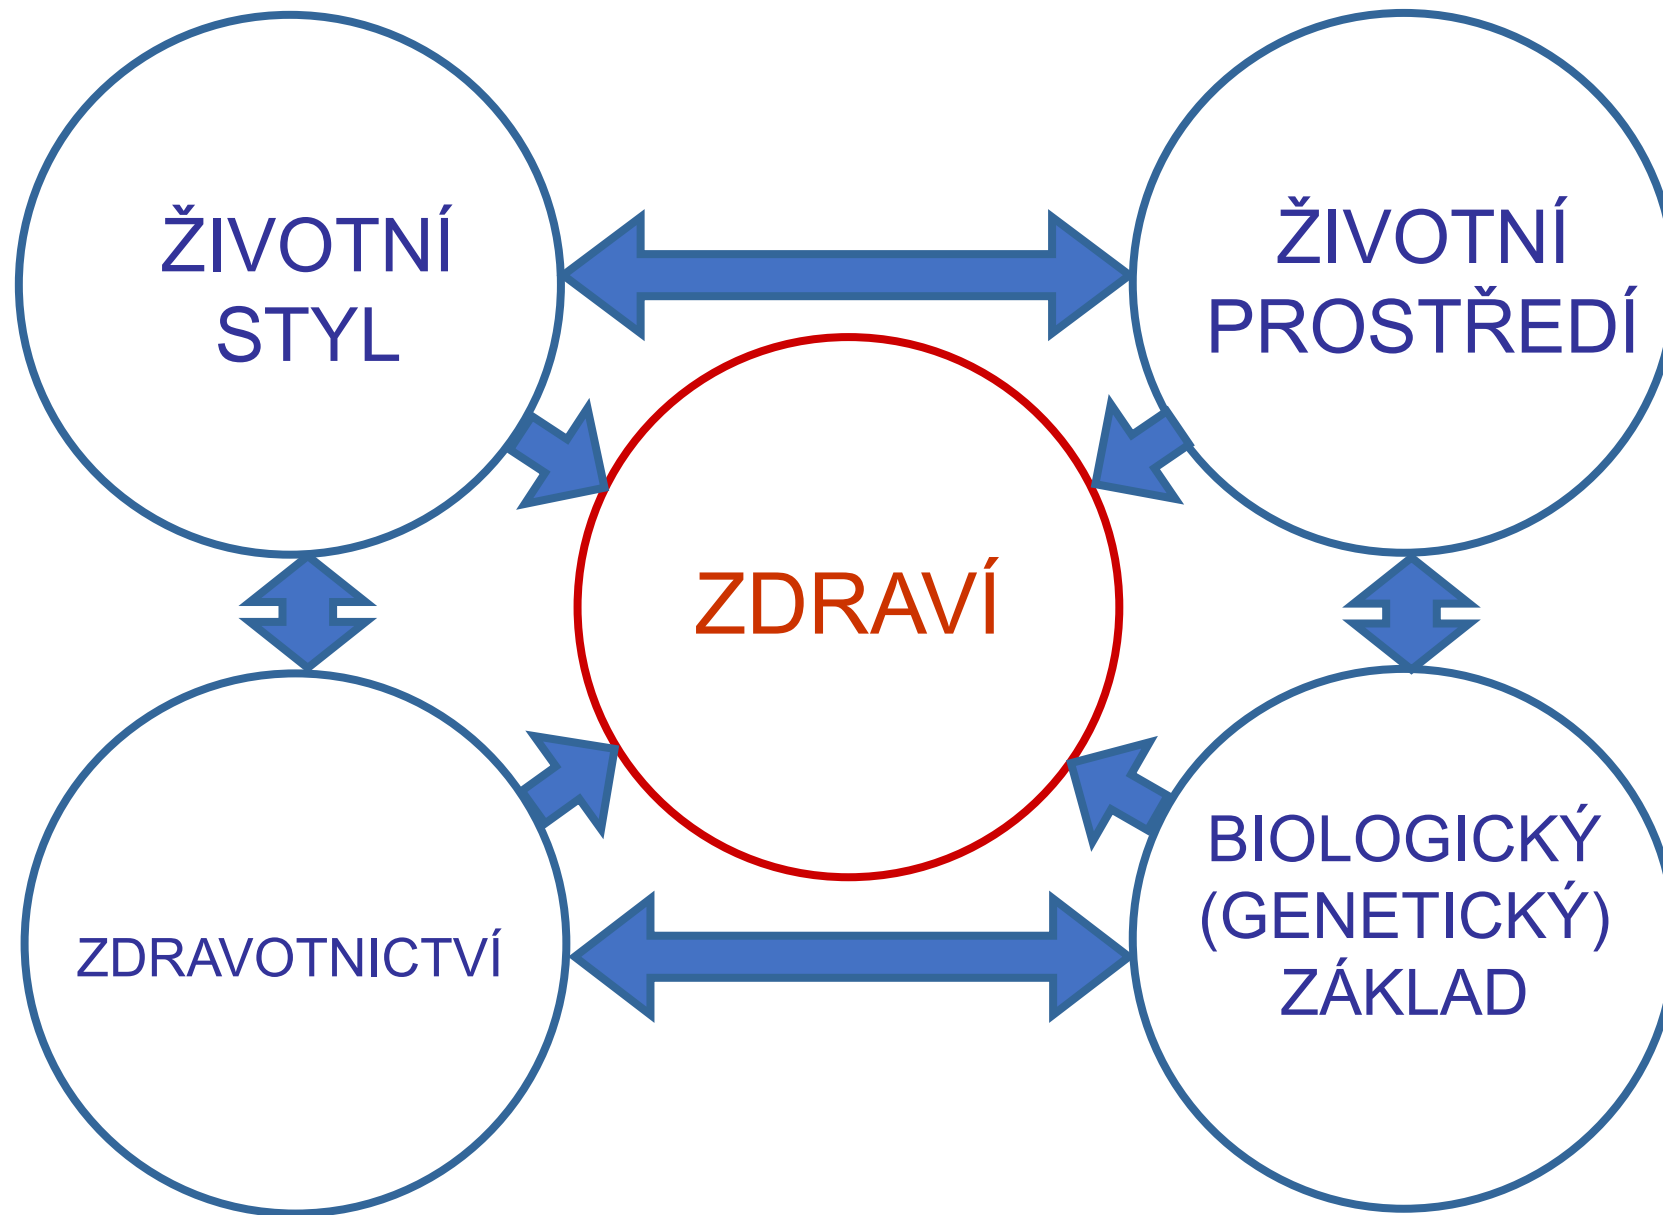 ŽIVOTNÍ
STYL
ŽIVOTNÍ
PROSTŘEDÍ
ZDRAVÍ
ZDRAVOTNICTVÍ
BIOLOGICKÝ
(GENETICKÝ)
ZÁKLAD